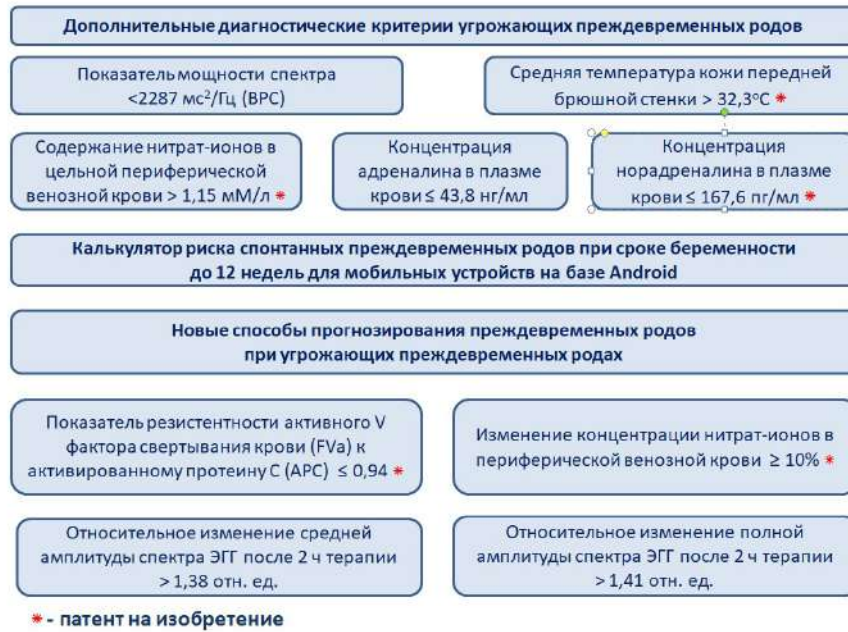 Дополнительные диагностические критерии угрожающих преждевременных родов
Показатель мощности спектра
<2287 мс²/Гц (ВРС)
Средняя температура кожи передней
брюшной стенки > 32,3°С *
Содержание нитрат-ионов в
цельной периферической
венозной крови > 1,15 мМ/л *
Концентрация
адреналина в плазме
крови ≤ 43,8 нг/мл
Концентрация
норадреналина в плазме
крови ≤ 167,6 пг/мл *
Калькулятор риска спонтанных преждевременных родов при сроке беременности
до 12 недель для мобильных устройств на базе Android
Новые способы прогнозирования преждевременных родов
при угрожающих преждевременных родах
Показатель резистентности активного V
фактора свертывания крови (FVa) к
активированному протеину С (АРС) ≤ 0,94 *
Изменение концентрации нитрат-ионов в
периферической венозной крови ≥ 10% *
Относительное изменение средней
амплитуды спектра ЭГГ после 2 ч терапии
> 1,38 отн. ед.
Относительное изменение полной
амплитуды спектра ЭГГ после 2 ч терапии
> 1,41 отн. ед.
* - патент на изобретение